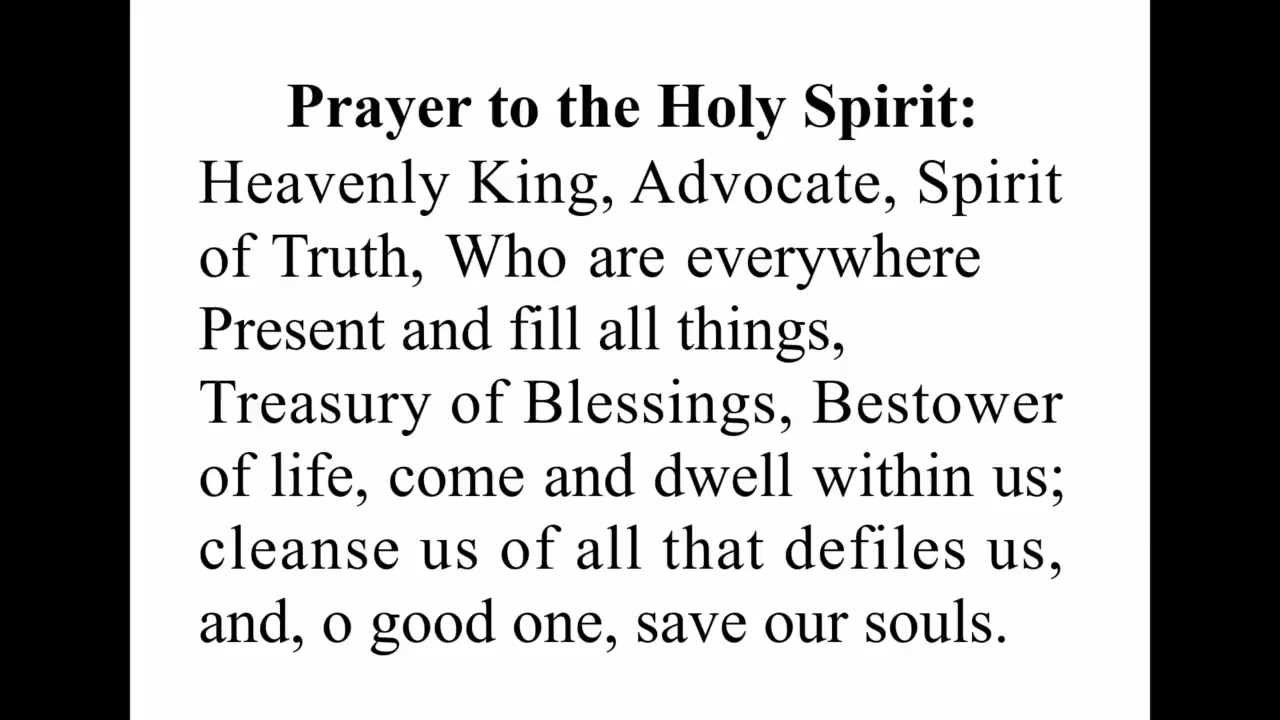 Prayer to the Holy Spirit:
Heavenly King, Advocate, Spirit
of Truth, Who are everywhere
Present and fill all things,
Treasury of Blessings, Bestower
of life, come and dwell within us;
cleanse us of all that defiles us,
and, o good one, save our souls.